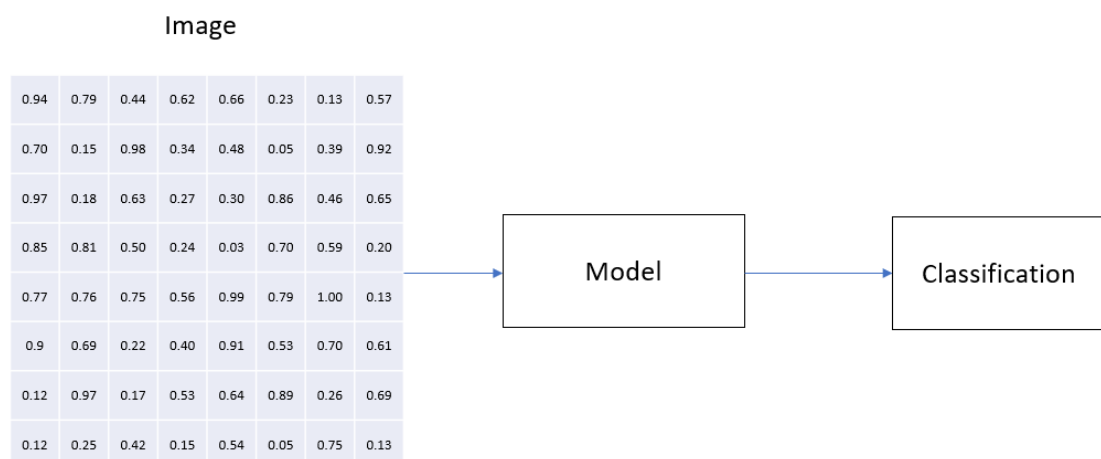 Image
0.94 0.79 0.44 0.62 0.66 0.23 0.13 0.57
0.70 0.15 0.98 0.34 0.48 0.05 0.39 0.92
0.97 0.18 0.63 0.27 0.30 0.86 0.46 0.65
0.85 0.81 0.50 0.24 0.03 0.70 0.59 0.20
0.77 0.76 0.75 0.56 0.99 0.79 1.00 0.13
0.9 0.69 0.22 0.40 0.91 0.53 0.70 0.61
0.12 0.97 0.17 0.53 0.64 0.89 0.26 0.69
0.12 0.25 0.42 0.15 0.54 0.05 0.75 0.13
Model
Classification